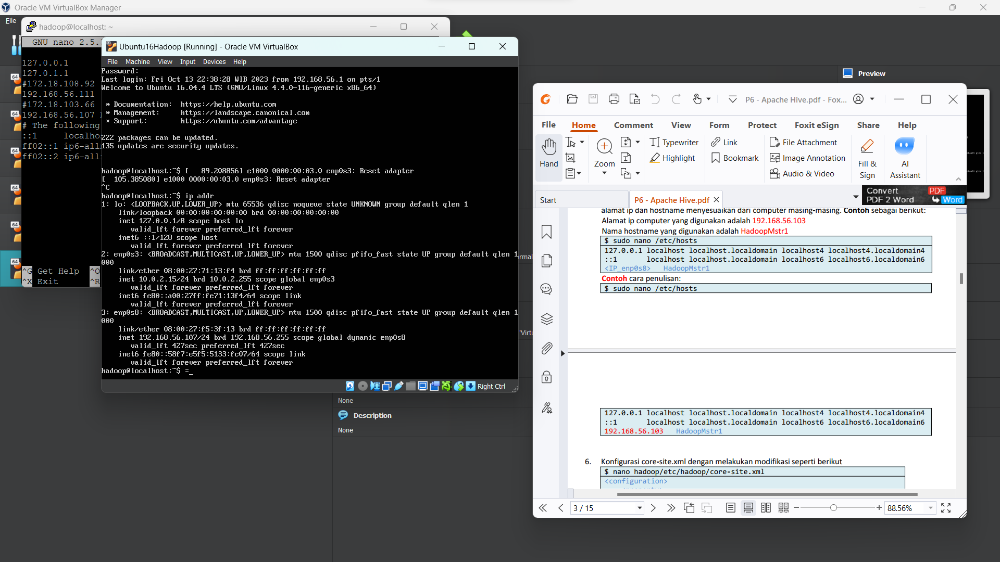 Oracle VM VirtualBox Manager
File
hadoop@localhost: ~
GNU nano 2.5.
127.0.0.1
127.0.1.1
#172.18.108.92
192.168.56.111
#172.18.103.66
192.168.56.107
# The following
::1     localho
ff02::1 ip6-all
ff02::2 ip6-all
^G Get Help  ^O
^X Exit      ^R
64
64
64
64
64
64
Ubuntu16Hadoop [Running] - Oracle VM VirtualBox
File Machine View Input Devices Help
Password:
Last login: Fri Oct 13 22:38:28 WIB 2023 from 192.168.56.1 on pts/1
Welcome to Ubuntu 16.04.4 LTS (GNU/Linux 4.4.0-116-generic x86_64)
* Documentation:  https://help.ubuntu.com
* Management:     https://landscape.canonical.com
* Support:        https://ubuntu.com/advantage
222 packages can be updated.
135 updates are security updates.
hadoop@localhost:~$ [   89.208856] e1000 0000:00:03.0 enp0s3: Reset adapter
[  105.385080] e1000 0000:00:03.0 enp0s3: Reset adapter
^C
hadoop@localhost:~$ ip addr
1: lo: <LOOPBACK,UP,LOWER_UP> mtu 65536 qdisc noqueue state UNKNOWN group default qlen 1
link/loopback 00:00:00:00:00:00 brd 00:00:00:00:00:00
inet 127.0.0.1/8 scope host lo
valid_lft forever preferred_lft forever
inet6 ::1/128 scope host
valid_lft forever preferred_lft forever
2: enp0s3: <BROADCAST,MULTICAST,UP,LOWER_UP> mtu 1500 qdisc pfifo_fast state UP group default qlen 1
000
link/ether 08:00:27:71:13:f4 brd ff:ff:ff:ff:ff:ff
inet 10.0.2.15/24 brd 10.0.2.255 scope global enp0s3
valid_lft forever preferred_lft forever
inet6 fe80::a00:27ff:fe71:13f4/64 scope link
valid_lft forever preferred_lft forever
3: enp0s8: <BROADCAST,MULTICAST,UP,LOWER_UP> mtu 1500 qdisc pfifo_fast state UP group default qlen 1
000
link/ether 08:00:27:f5:3f:13 brd ff:ff:ff:ff:ff:ff
inet 192.168.56.107/24 brd 192.168.56.255 scope global dynamic enp0s8
valid_lft 427sec preferred_lft 427sec
inet6 fe80::58f7:e5f5:5133:fc07/64 scope link
valid_lft forever preferred_lft forever
hadoop@localhost:~$ =_
Right Ctrl
None
Description
None
Preview
P6 - Apache Hive.pdf - Fox...
File Home Comment View Form Protect Foxit eSign Share Help
Hand
Zoom
Typewriter
Highlight
Link
Bookmark
File Attachment
Image Annotation
Audio & Video
Fill & Sign
AI Assistant
Start
P6 - Apache Hive.pdf
Convert PDF
PDF 2 Word Word
alamat ip dan hostname menyesuaikan dari computer masing-masing. Contoh sebagai berikut:
Alamat ip computer yang digunakan adalah 192.168.56.103
Nama hostname yang digunakan adalah HadoopMstr1
$ sudo nano /etc/hosts
127.0.0.1 localhost localhost.localdomain localhost4 localhost4.localdomain4
::1       localhost localhost.localdomain localhost6 localhost6.localdomain6
<IP_enp0s8>   HadoopMstr1
Contoh cara penulisan:
$ sudo nano /etc/hosts
127.0.0.1 localhost localhost.localdomain localhost4 localhost4.localdomain4
::1       localhost localhost.localdomain localhost6 localhost6.localdomain6
192.168.56.103   HadoopMstr1
6. Konfigurasi core-site.xml dengan melakukan modifikasi seperti berikut
$ nano hadoop/etc/hadoop/core-site.xml
<configuration>
3 / 15
88.56%